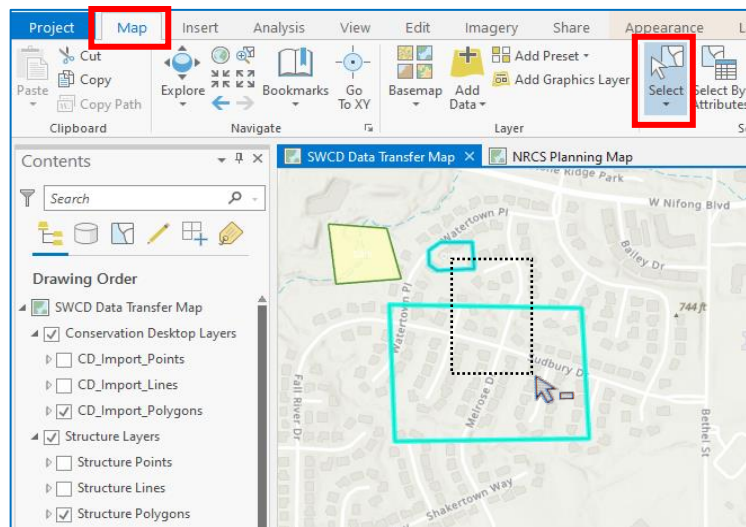 Project Map Insert Analysis View Edit Imagery Share Appearance L
Cut
Copy
Copy Path
Paste
Clipboard
Explore
Bookmarks
Go
To XY
Navigate
Basemap
Add
Data
Add Preset
Add Graphics Layer
Layer
Select
Select By
Attributes
Se
Contents
Search
Drawing Order
SWCD Data Transfer Map
Conservation Desktop Layers
CD_Import_Points
CD_Import_Lines
CD_Import_Polygons
Structure Layers
Structure Points
Structure Lines
Structure Polygons
SWCD Data Transfer Map
NRCS Planning Map
Ridge Park
W Nifong Blvd
Watertown Pl
Bailey Dr
744 ft
Watertown Pl
udbury Dr
Melrose D
Fall River Dr
Bethel St
Shakertown Way